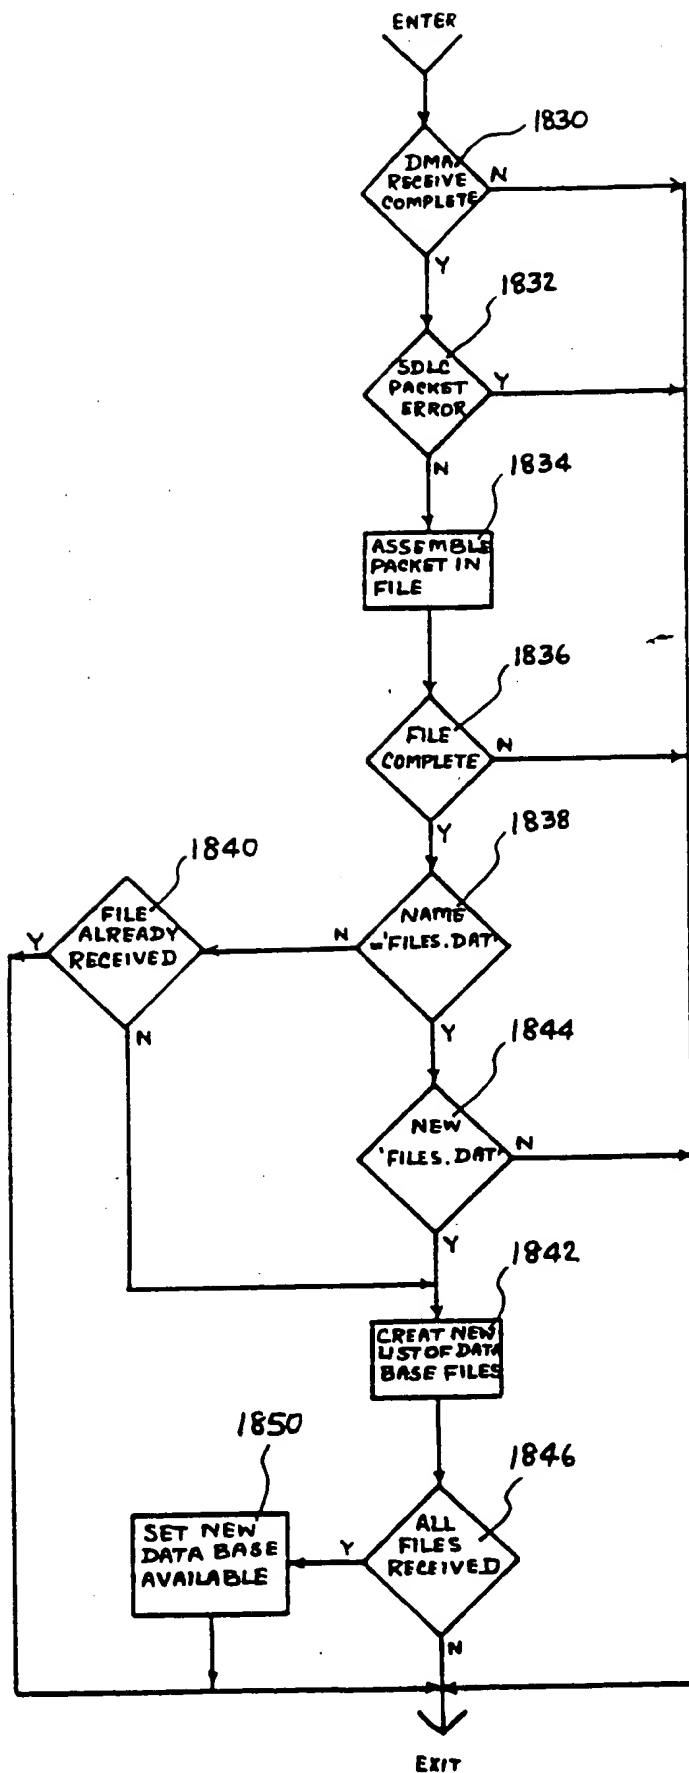 ENTER
1830
DMA
RECEIVE
COMPLETE
N
Y
1832
SDLC
PACKET
ERROR
Y
N
1834
ASSEMBLE
PACKET IN
FILE
1836
FILE
COMPLETE
N
Y
1838
NAME
='FILES.DAT'
N
Y
1840
FILE
ALREADY
RECEIVED
Y
N
1844
NEW
'FILES.DAT'
N
Y
1842
CREAT NEW
LIST OF DATA
BASE FILES
1846
ALL
FILES
RECEIVED
Y
N
1850
SET NEW
DATA BASE
AVAILABLE
EXIT